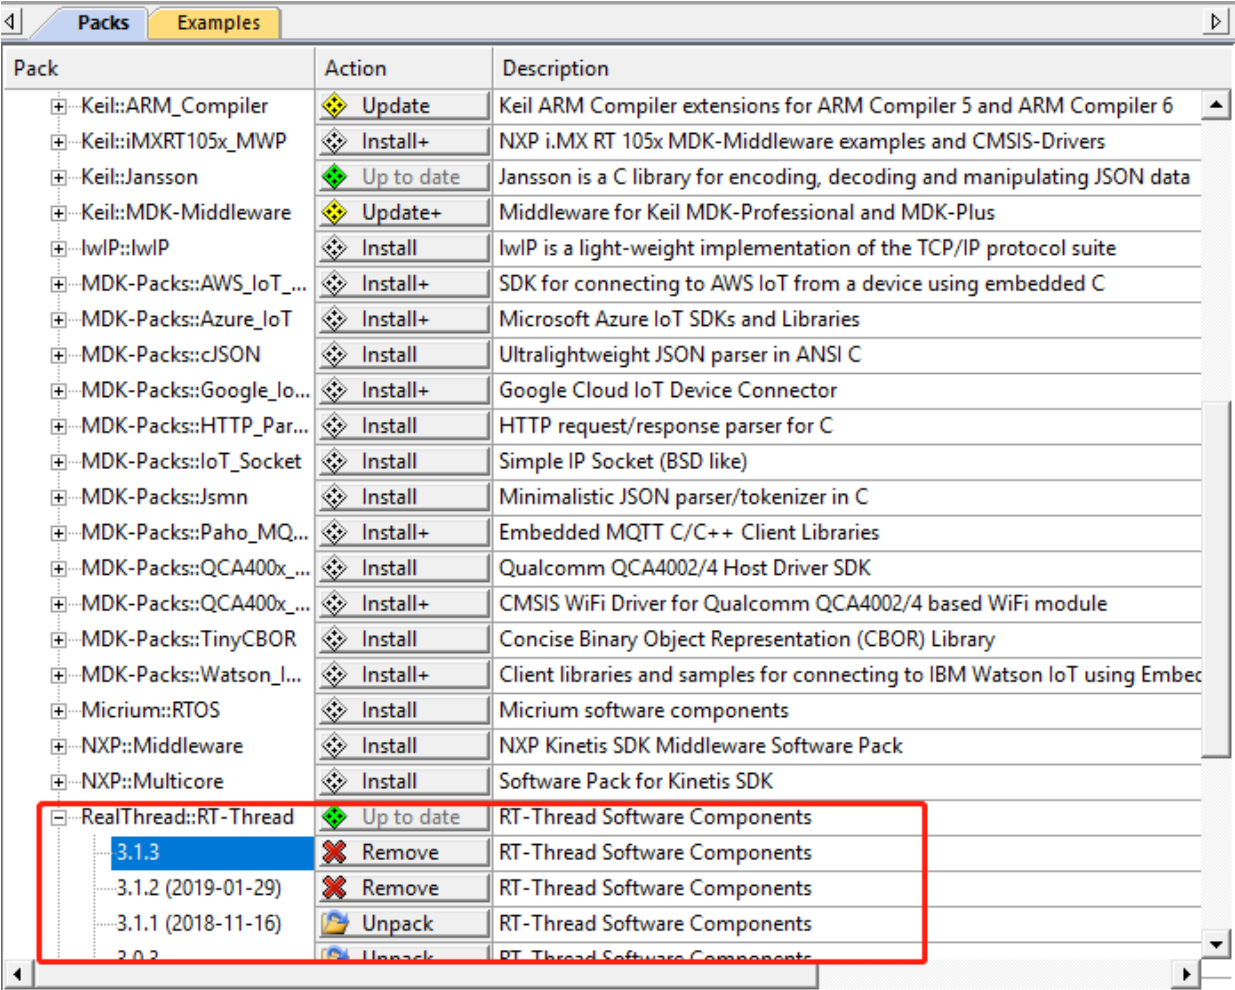 Packs Examples
Pack Action Description
Keil::ARM_Compiler Update Keil ARM Compiler extensions for ARM Compiler 5 and ARM Compiler 6
Keil::iMXRT105x_MWP Install+ NXP i.MX RT 105x MDK-Middleware examples and CMSIS-Drivers
Keil::Jansson Up to date Jansson is a C library for encoding, decoding and manipulating JSON data
Keil::MDK-Middleware Update+ Middleware for Keil MDK-Professional and MDK-Plus
lwIP::lwIP Install lwIP is a light-weight implementation of the TCP/IP protocol suite
MDK-Packs::AWS_IoT_... Install+ SDK for connecting to AWS IoT from a device using embedded C
MDK-Packs::Azure_IoT Install+ Microsoft Azure IoT SDKs and Libraries
MDK-Packs::cJSON Install Ultralightweight JSON parser in ANSI C
MDK-Packs::Google_Io... Install+ Google Cloud IoT Device Connector
MDK-Packs::HTTP_Par... Install HTTP request/response parser for C
MDK-Packs::IoT_Socket Install Simple IP Socket (BSD like)
MDK-Packs::Jsmn Install Minimalistic JSON parser/tokenizer in C
MDK-Packs::Paho_MQ... Install+ Embedded MQTT C/C++ Client Libraries
MDK-Packs::QCA400x_... Install Qualcomm QCA4002/4 Host Driver SDK
MDK-Packs::QCA400x_... Install+ CMSIS WiFi Driver for Qualcomm QCA4002/4 based WiFi module
MDK-Packs::TinyCBOR Install Concise Binary Object Representation (CBOR) Library
MDK-Packs::Watson_I... Install+ Client libraries and samples for connecting to IBM Watson IoT using Embec
Micrium::RTOS Install Micrium software components
NXP::Middleware Install NXP Kinetis SDK Middleware Software Pack
NXP::Multicore Install Software Pack for Kinetis SDK
RealThread::RT-Thread Up to date RT-Thread Software Components
3.1.3 Remove RT-Thread Software Components
3.1.2 (2019-01-29) Remove RT-Thread Software Components
3.1.1 (2018-11-16) Unpack RT-Thread Software Components
3.0.3 Unpack RT-Thread Software Components